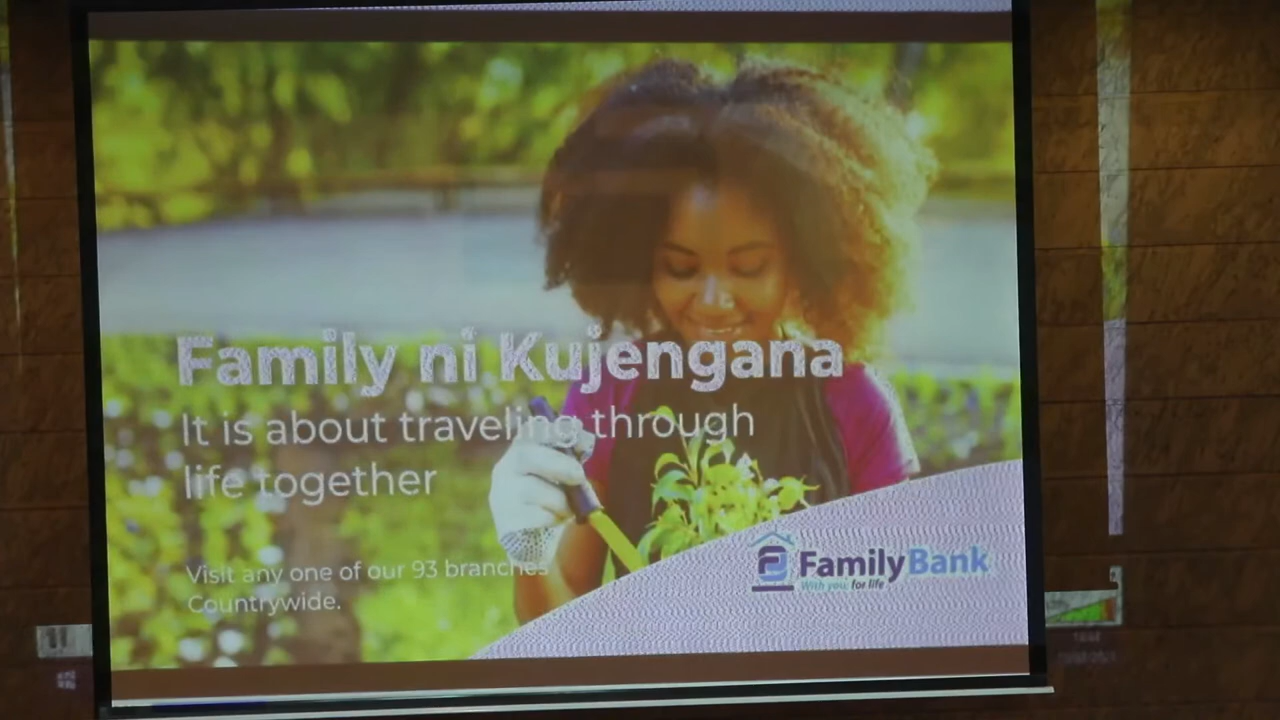 Family ni Kujengana
It is about traveling through
life together
Visit any one of our 93 branches
Countrywide.
FamilyBank
With you, for life